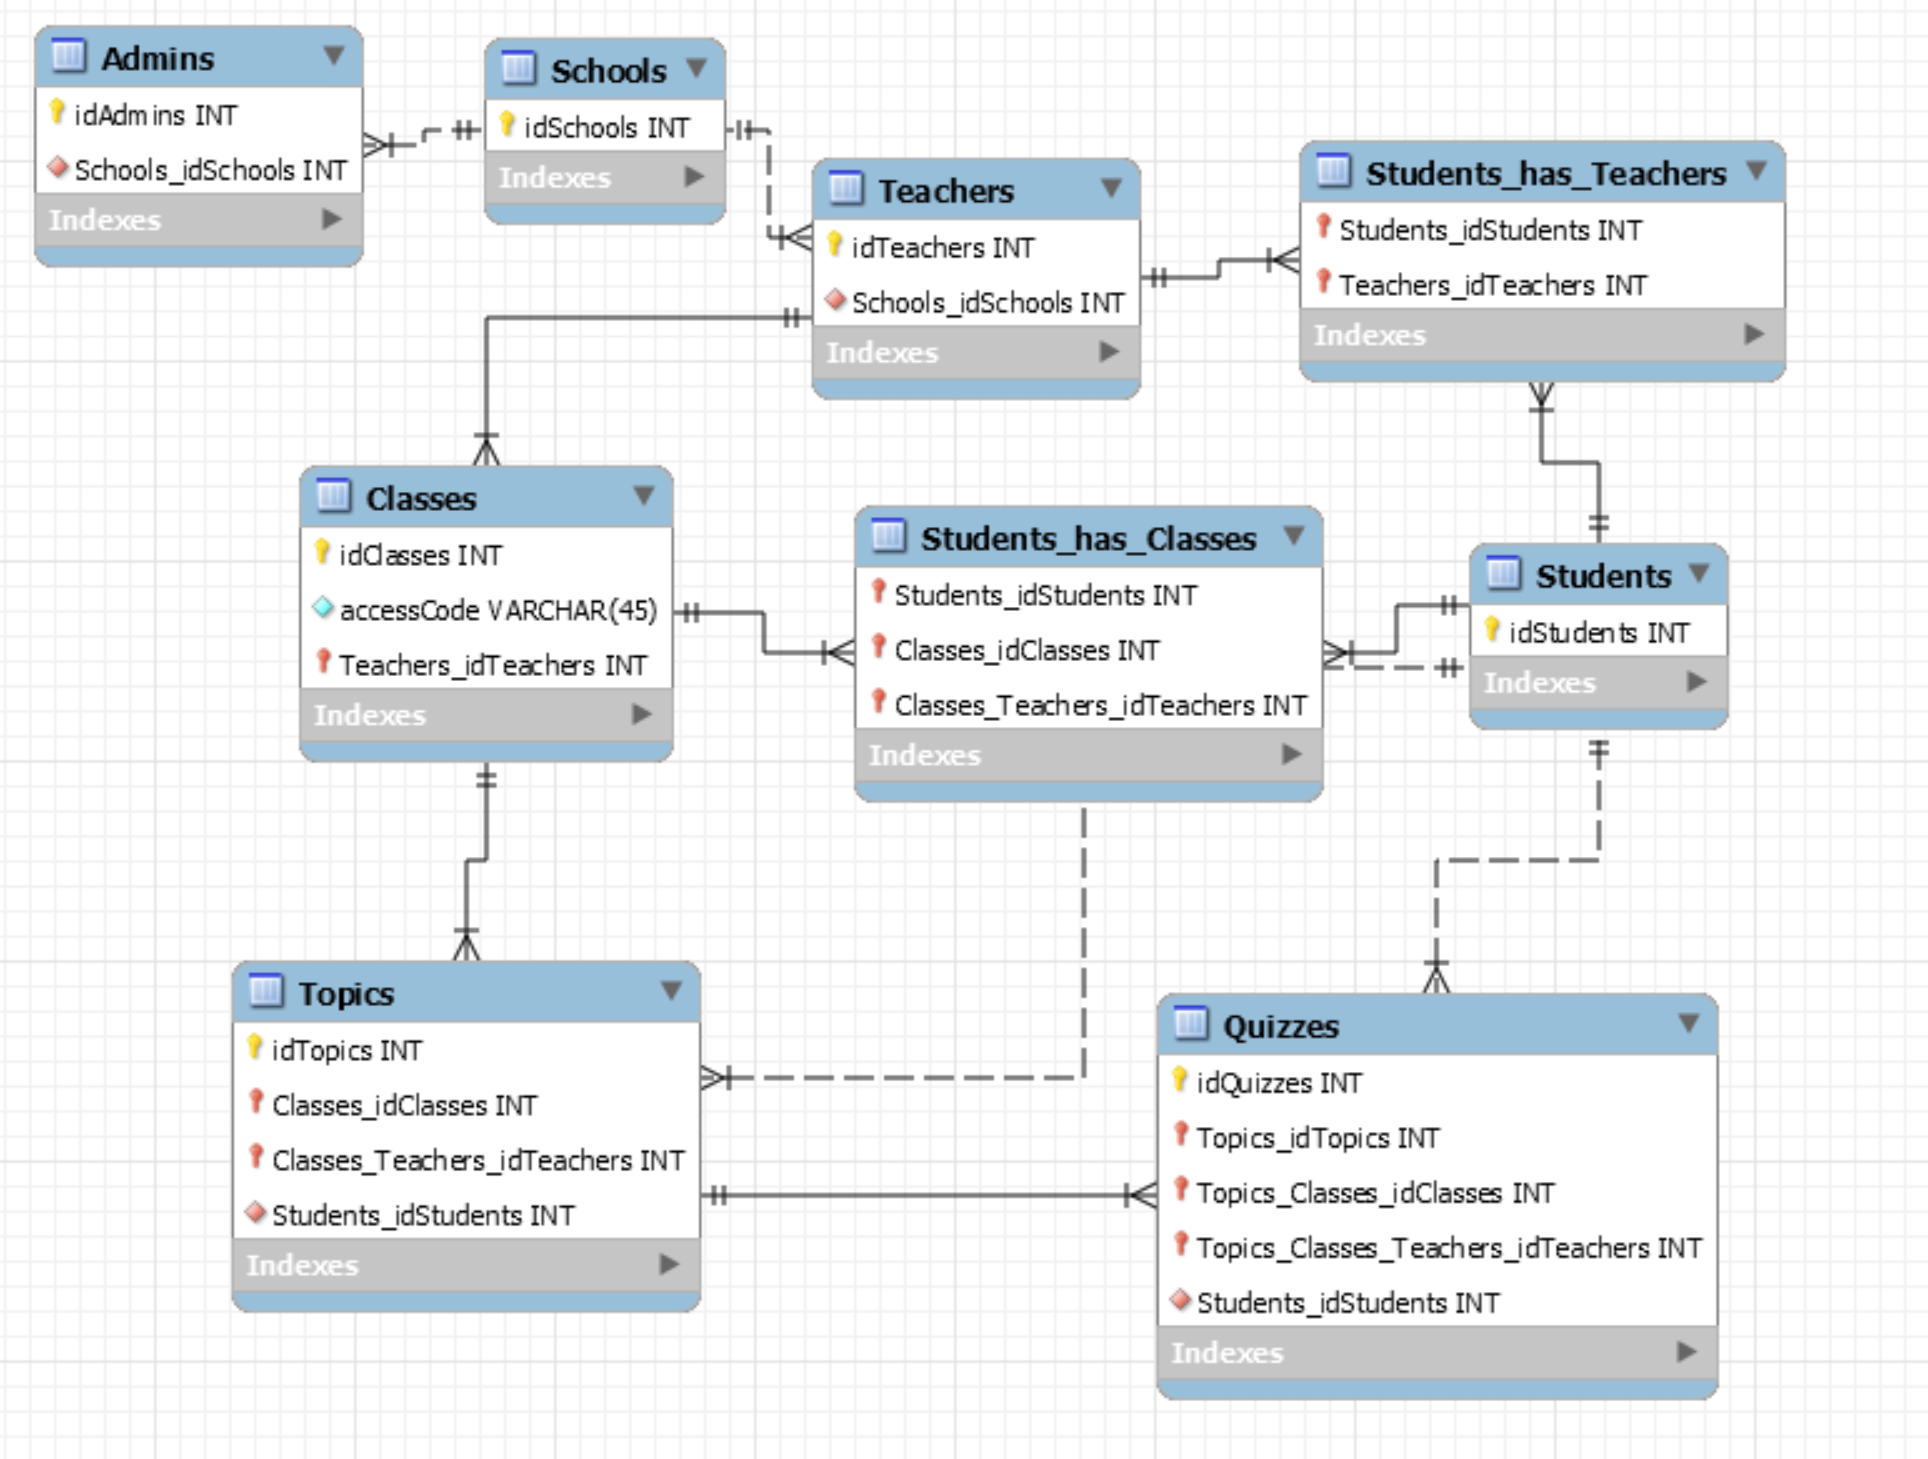 Admins
idAdmins INT
Schools_idSchools INT
Indexes
Schools
idSchools INT
Indexes
Teachers
idTeachers INT
Schools_idSchools INT
Indexes
Students_has_Teachers
Students_idStudents INT
Teachers_idTeachers INT
Indexes
Classes
idClasses INT
accessCode VARCHAR(45)
Teachers_idTeachers INT
Indexes
Students_has_Classes
Students_idStudents INT
Classes_idClasses INT
Classes_Teachers_idTeachers INT
Indexes
Students
idStudents INT
Indexes
Topics
idTopics INT
Classes_idClasses INT
Classes_Teachers_idTeachers INT
Students_idStudents INT
Indexes
Quizzes
idQuizzes INT
Topics_idTopics INT
Topics_Classes_idClasses INT
Topics_Classes_Teachers_idTeachers INT
Students_idStudents INT
Indexes